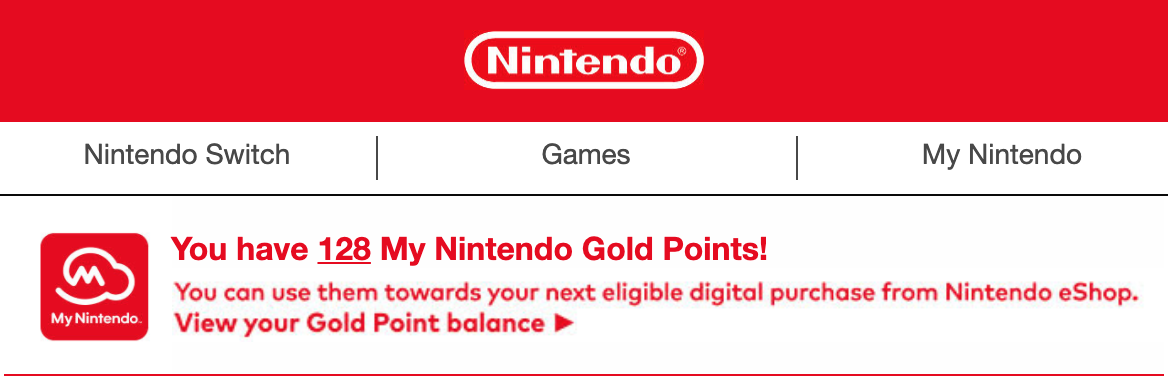 Nintendo®
Nintendo Switch
Games
My Nintendo
You have 128 My Nintendo Gold Points!
My Nintendo™
You can use them towards your next eligible digital purchase from Nintendo eShop.
View your Gold Point balance ▶